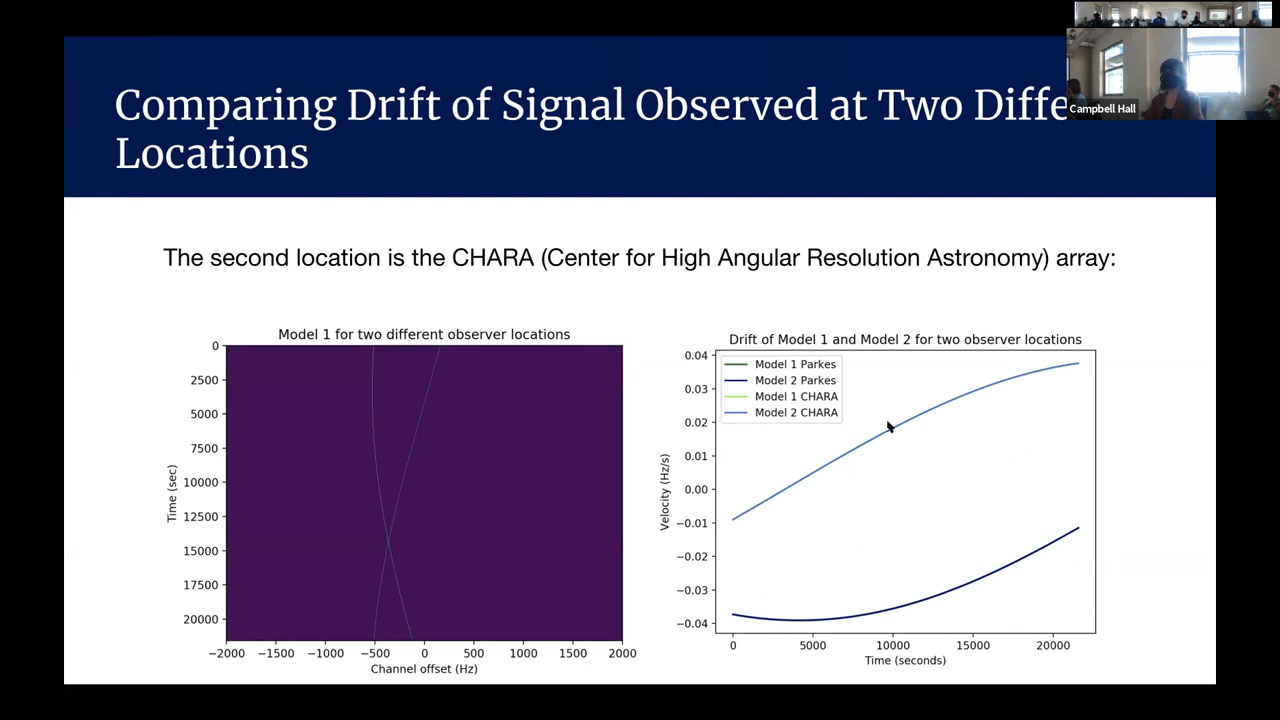 Comparing Drift of Signal Observed at Two Diffe
Locations
Campbell Hall
The second location is the CHARA (Center for High Angular Resolution Astronomy) array:
Model 1 for two different observer locations
0
2500
5000
7500
10000
12500
15000
17500
20000
Time (sec)
−2000 −1500 −1000 −500 0 500 1000 1500 2000
Channel offset (Hz)
Drift of Model 1 and Model 2 for two observer locations
Model 1 Parkes
Model 2 Parkes
Model 1 CHARA
Model 2 CHARA
0.04
0.03
0.02
0.01
0.00
−0.01
−0.02
−0.03
−0.04
Velocity (Hz/s)
0 5000 10000 15000 20000
Time (seconds)